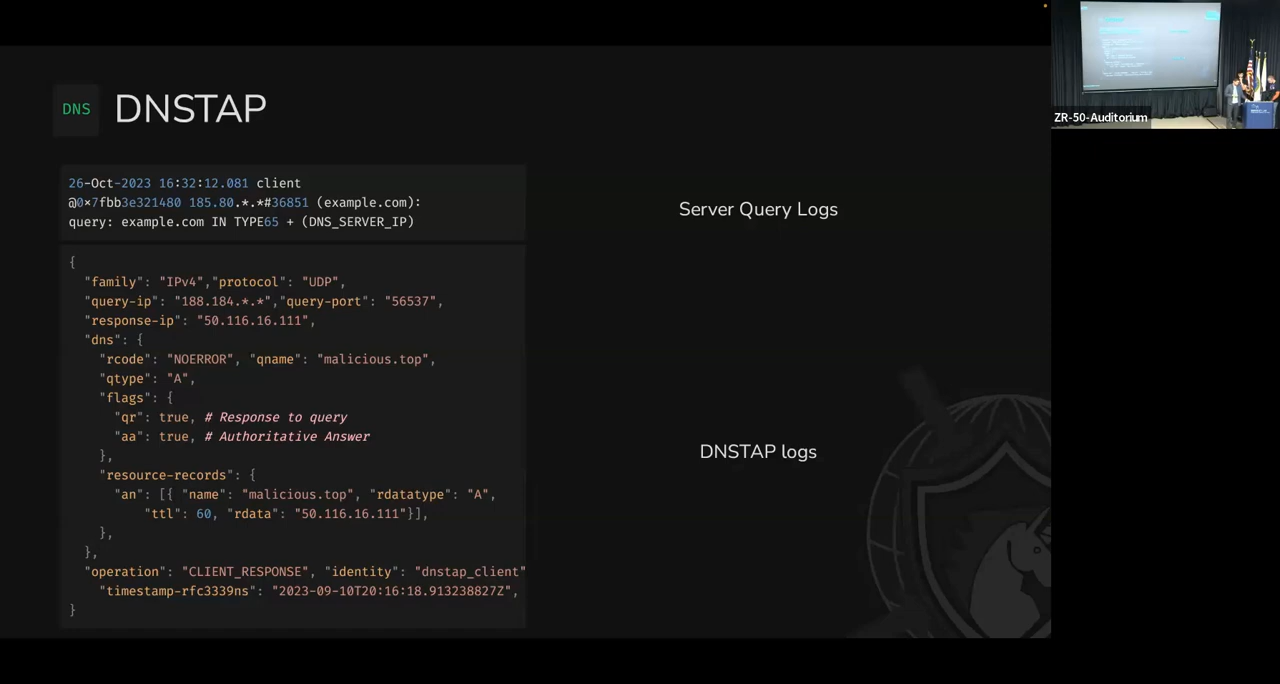 DNS
DNSTAP
26-Oct-2023 16:32:12.081 client
@0×7fbb3e321480 185.80.*.*#36851 (example.com):
query: example.com IN TYPE65 + (DNS_SERVER_IP)
Server Query Logs
{
"family": "IPv4","protocol": "UDP",
"query-ip": "188.184.*.*","query-port": "56537",
"response-ip": "50.116.16.111",
"dns": {
"rcode": "NOERROR", "qname": "malicious.top",
"qtype": "A",
"flags": {
"qr": true, # Response to query
"aa": true, # Authoritative Answer
},
"resource-records": {
"an": [{ "name": "malicious.top", "rdatatype": "A",
"ttl": 60, "rdata": "50.116.16.111"}],
},
},
"operation": "CLIENT_RESPONSE", "identity": "dnstap_client"
"timestamp-rfc3339ns": "2023-09-10T20:16:18.913238827Z",
}
DNSTAP logs
ZR-50-Auditorium